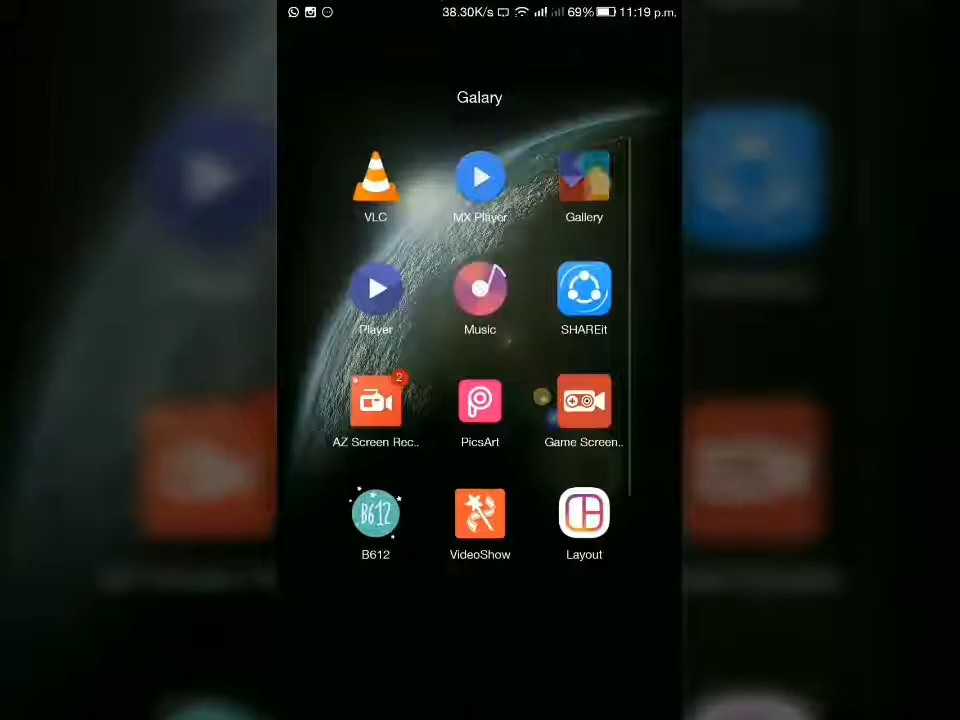 38.30K/s 69% 11:19 p.m.
Galary
VLC MX Player Gallery
Player Music SHAREit
2
AZ Screen Rec.. PicsArt Game Screen..
B612
B612 VideoShow Layout